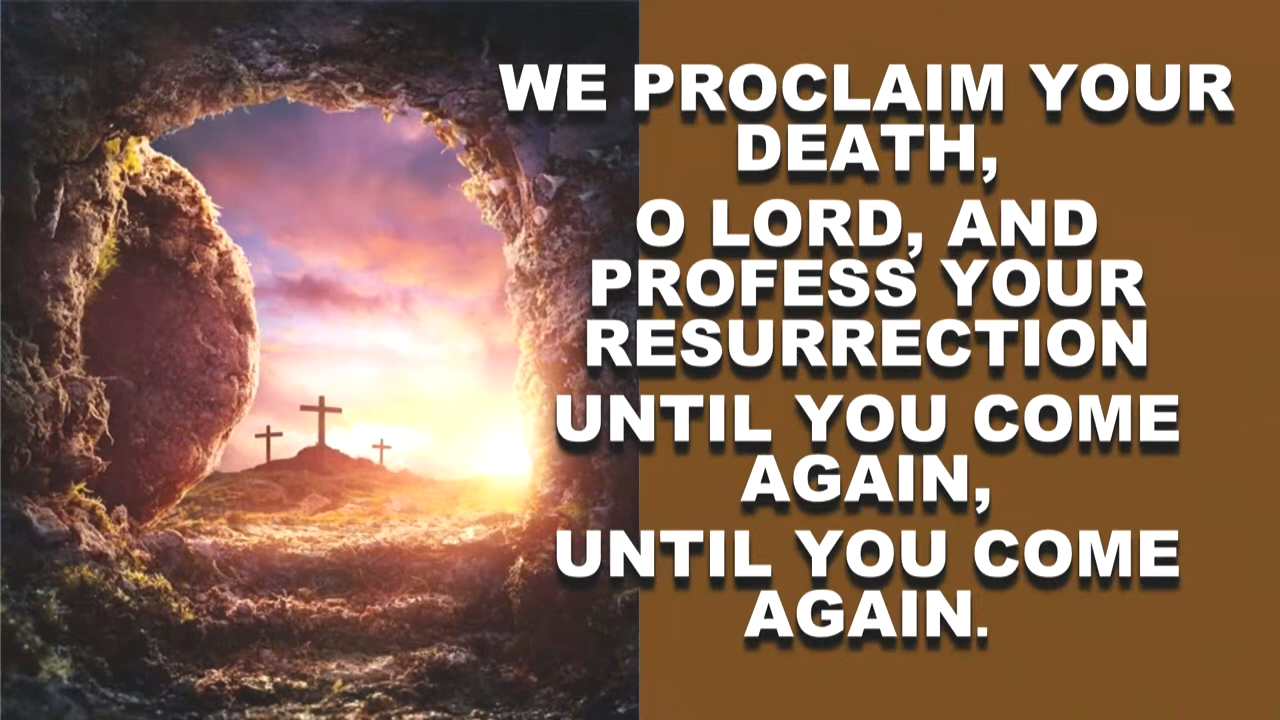 WE PROCLAIM YOUR
DEATH,
O LORD, AND
PROFESS YOUR
RESURRECTION
UNTIL YOU COME
AGAIN,
UNTIL YOU COME
AGAIN.